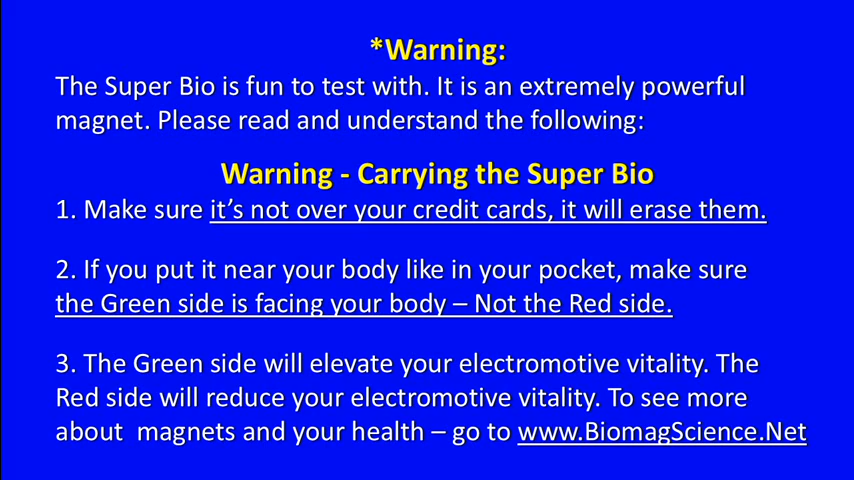 *Warning:
The Super Bio is fun to test with. It is an extremely powerful
magnet. Please read and understand the following:
Warning - Carrying the Super Bio
1. Make sure it’s not over your credit cards, it will erase them.
2. If you put it near your body like in your pocket, make sure
the Green side is facing your body – Not the Red side.
3. The Green side will elevate your electromotive vitality. The
Red side will reduce your electromotive vitality. To see more
about  magnets and your health – go to www.BiomagScience.Net